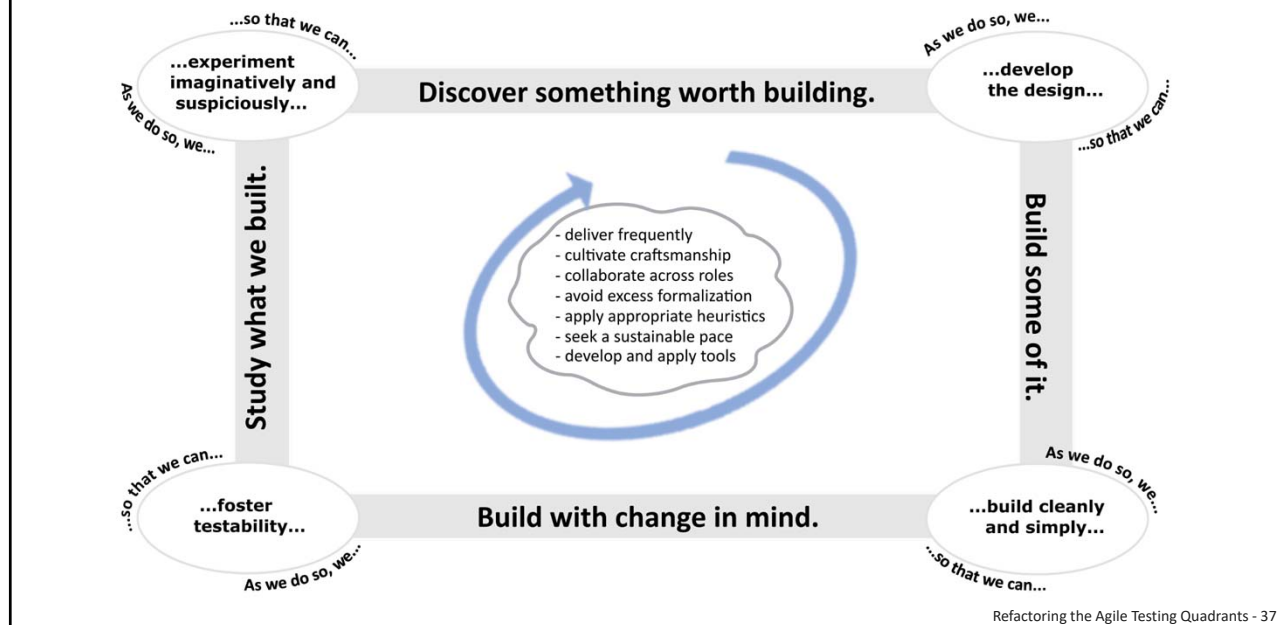 ...so that we can...
...experiment
imaginatively and
suspiciously...
As we do so, we...
Discover something worth building.
As we do so, we...
...develop
the design...
...so that we can...
Study what we built.
- deliver frequently
- cultivate craftsmanship
- collaborate across roles
- avoid excess formalization
- apply appropriate heuristics
- seek a sustainable pace
- develop and apply tools
Build some of it.
...so that we can...
...foster
testability...
As we do so, we...
Build with change in mind.
As we do so, we...
...build cleanly
and simply...
...so that we can...
Refactoring the Agile Testing Quadrants - 37